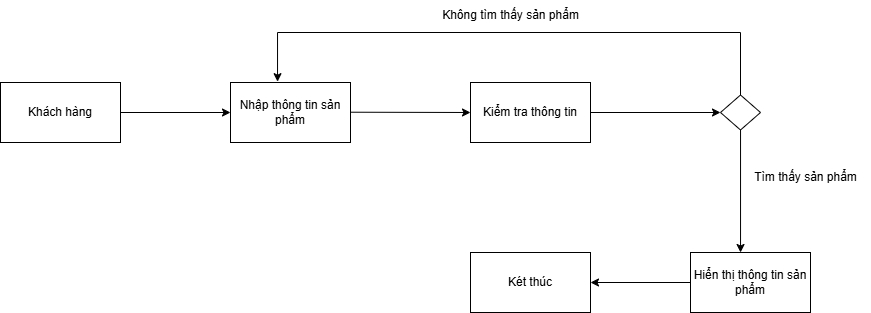 Không tìm thấy sản phẩm
Khách hàng
Nhập thông tin sản
phẩm
Kiểm tra thông tin
Tìm thấy sản phẩm
Hiển thị thông tin sản
phẩm
Két thúc